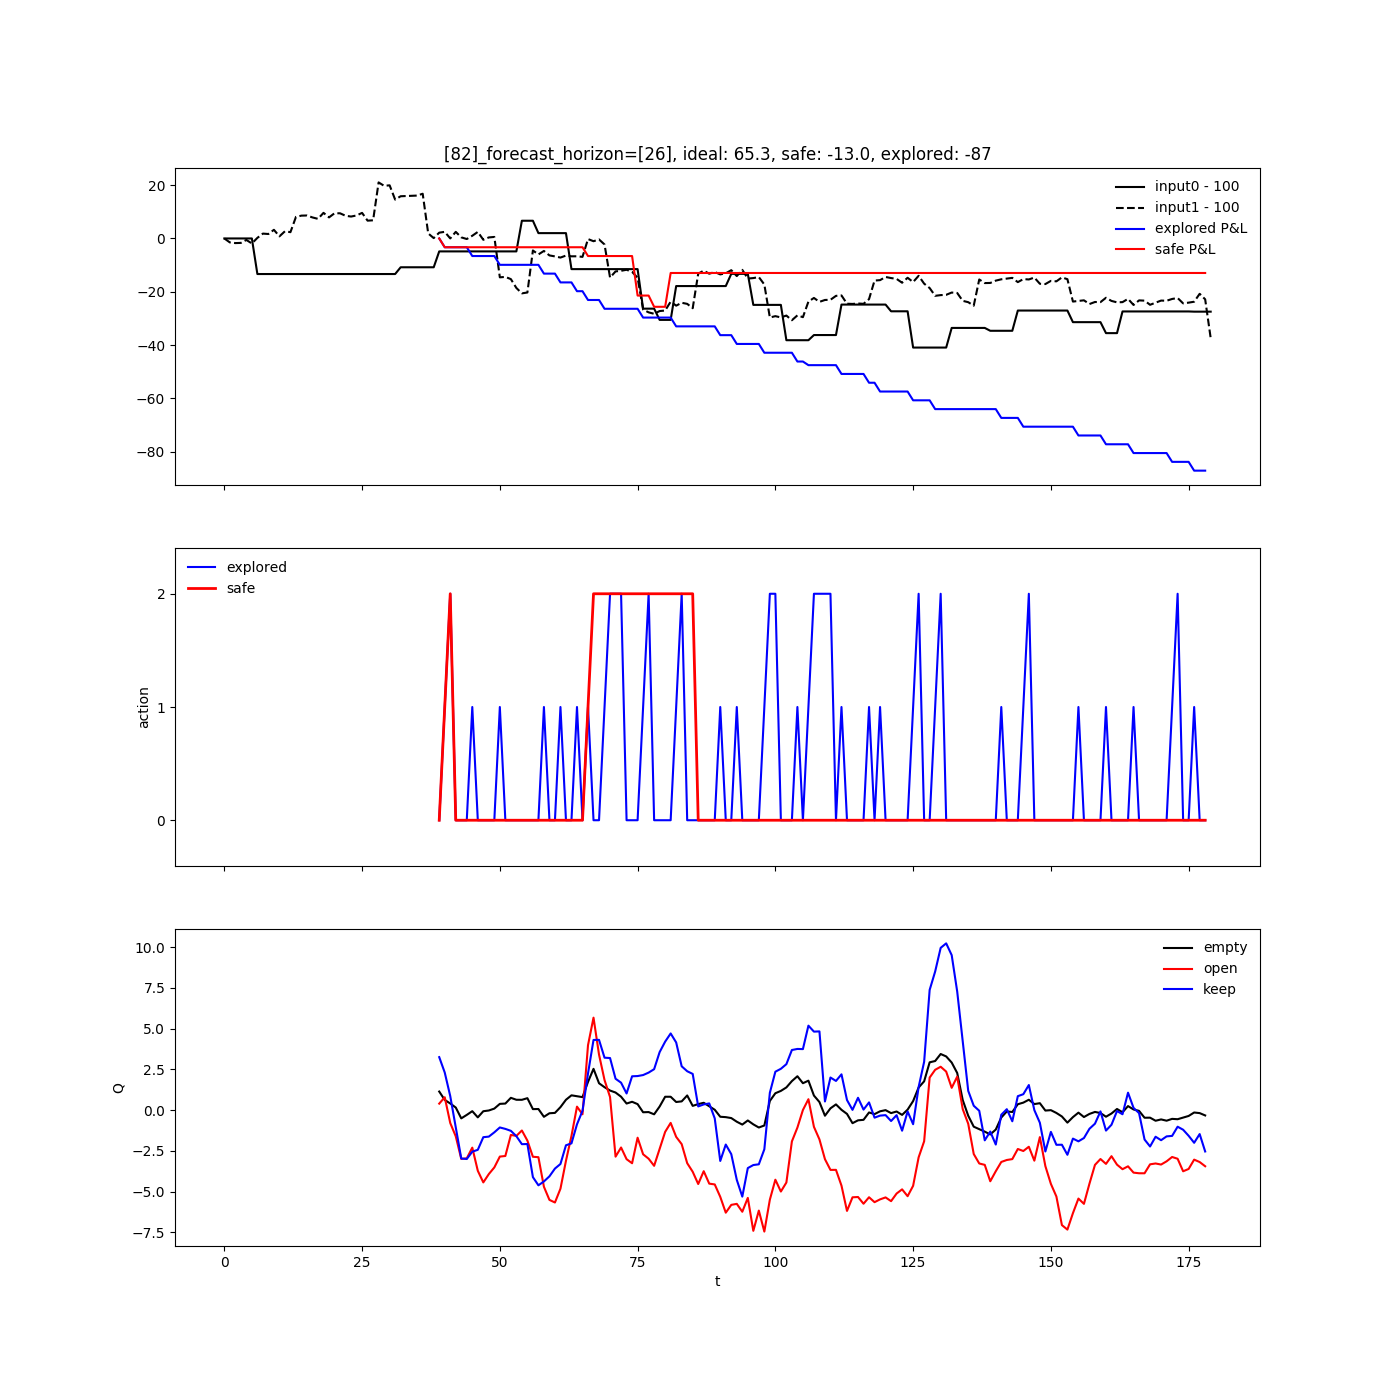 [82]_forecast_horizon=[26], ideal: 65.3, safe: -13.0, explored: -87
20
0
−20
−40
−60
−80
input0 - 100
input1 - 100
explored P&L
safe P&L
explored
safe
2
1
0
action
empty
open
keep
10.0
7.5
5.0
2.5
0.0
−2.5
−5.0
−7.5
Q
0
25
50
75
100
125
150
175
t